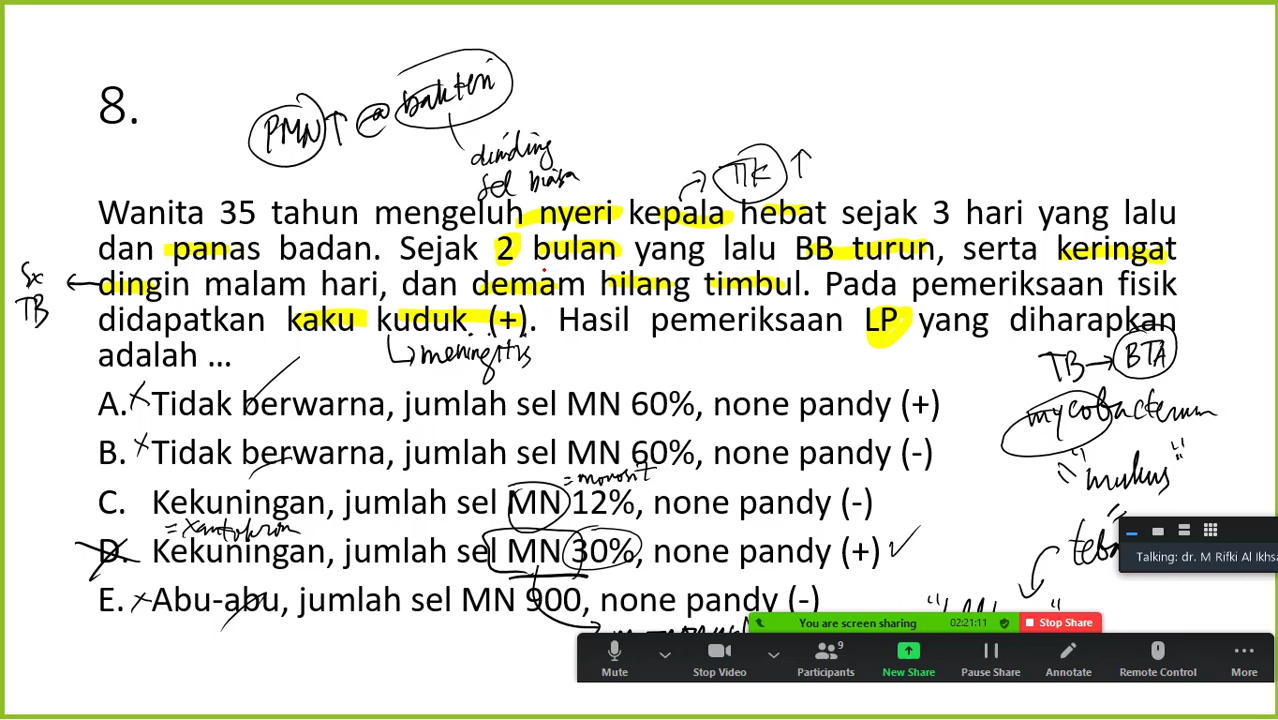 8.
PMN ↑ @ bakteri
dinding
sel biasa
TIK ↑
Wanita 35 tahun mengeluh nyeri kepala hebat sejak 3 hari yang lalu
dan panas badan. Sejak 2 bulan yang lalu BB turun, serta keringat
Sx
TB
dingin malam hari, dan demam hilang timbul. Pada pemeriksaan fisik
didapatkan kaku kuduk (+). Hasil pemeriksaan LP yang diharapkan
adalah ...
meningitis
TB → BTA
mycobacterium
"mukus"
A. Tidak berwarna, jumlah sel MN 60%, none pandy (+)
B. Tidak berwarna, jumlah sel MN 60%, none pandy (-)
= monosit
C. Kekuningan, jumlah sel MN 12%, none pandy (-)
= xantokrom
D. Kekuningan, jumlah sel MN 30%, none pandy (+)
E. Abu-abu, jumlah sel MN 900, none pandy (-)
Talking: dr. M Rifki Al Ikhsa
You are screen sharing
02:21:11
Stop Share
9
Mute
Stop Video
Participants
New Share
Pause Share
Annotate
Remote Control
More